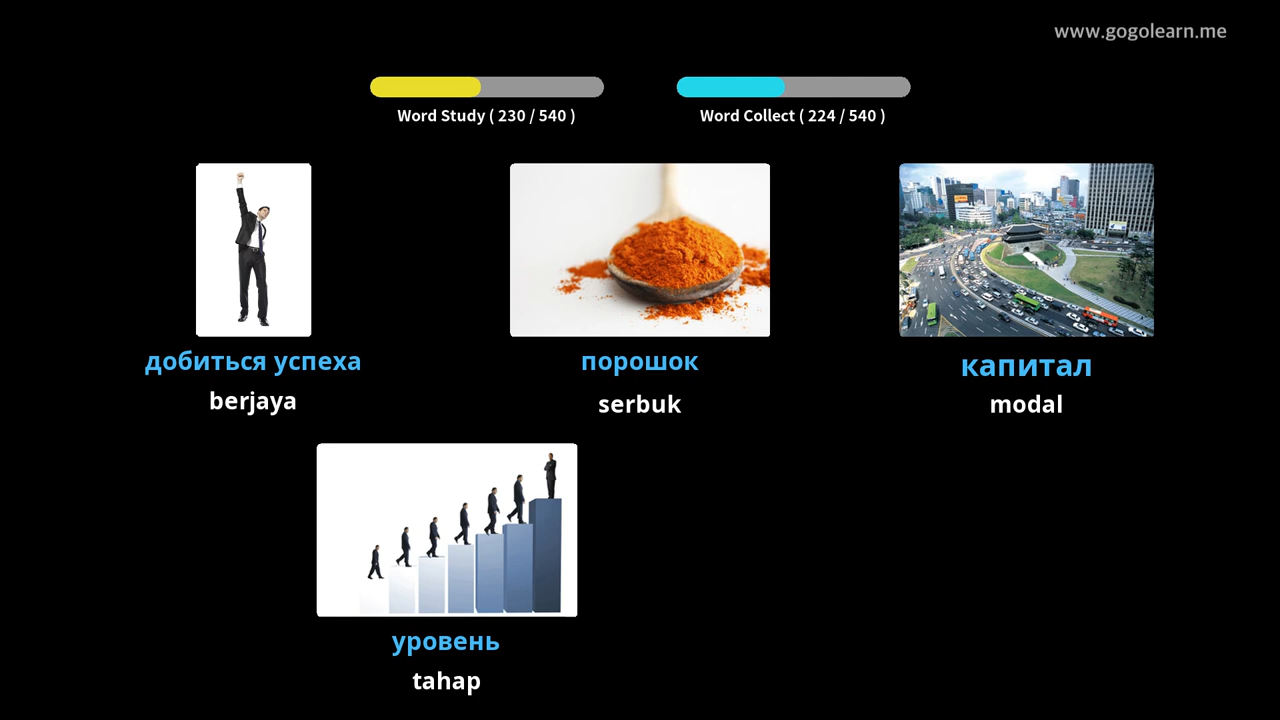 www.gogolearn.me
Word Study ( 230 / 540 )
Word Collect ( 224 / 540 )
добиться успеха
berjaya
порошок
serbuk
капитал
modal
уровень
tahap